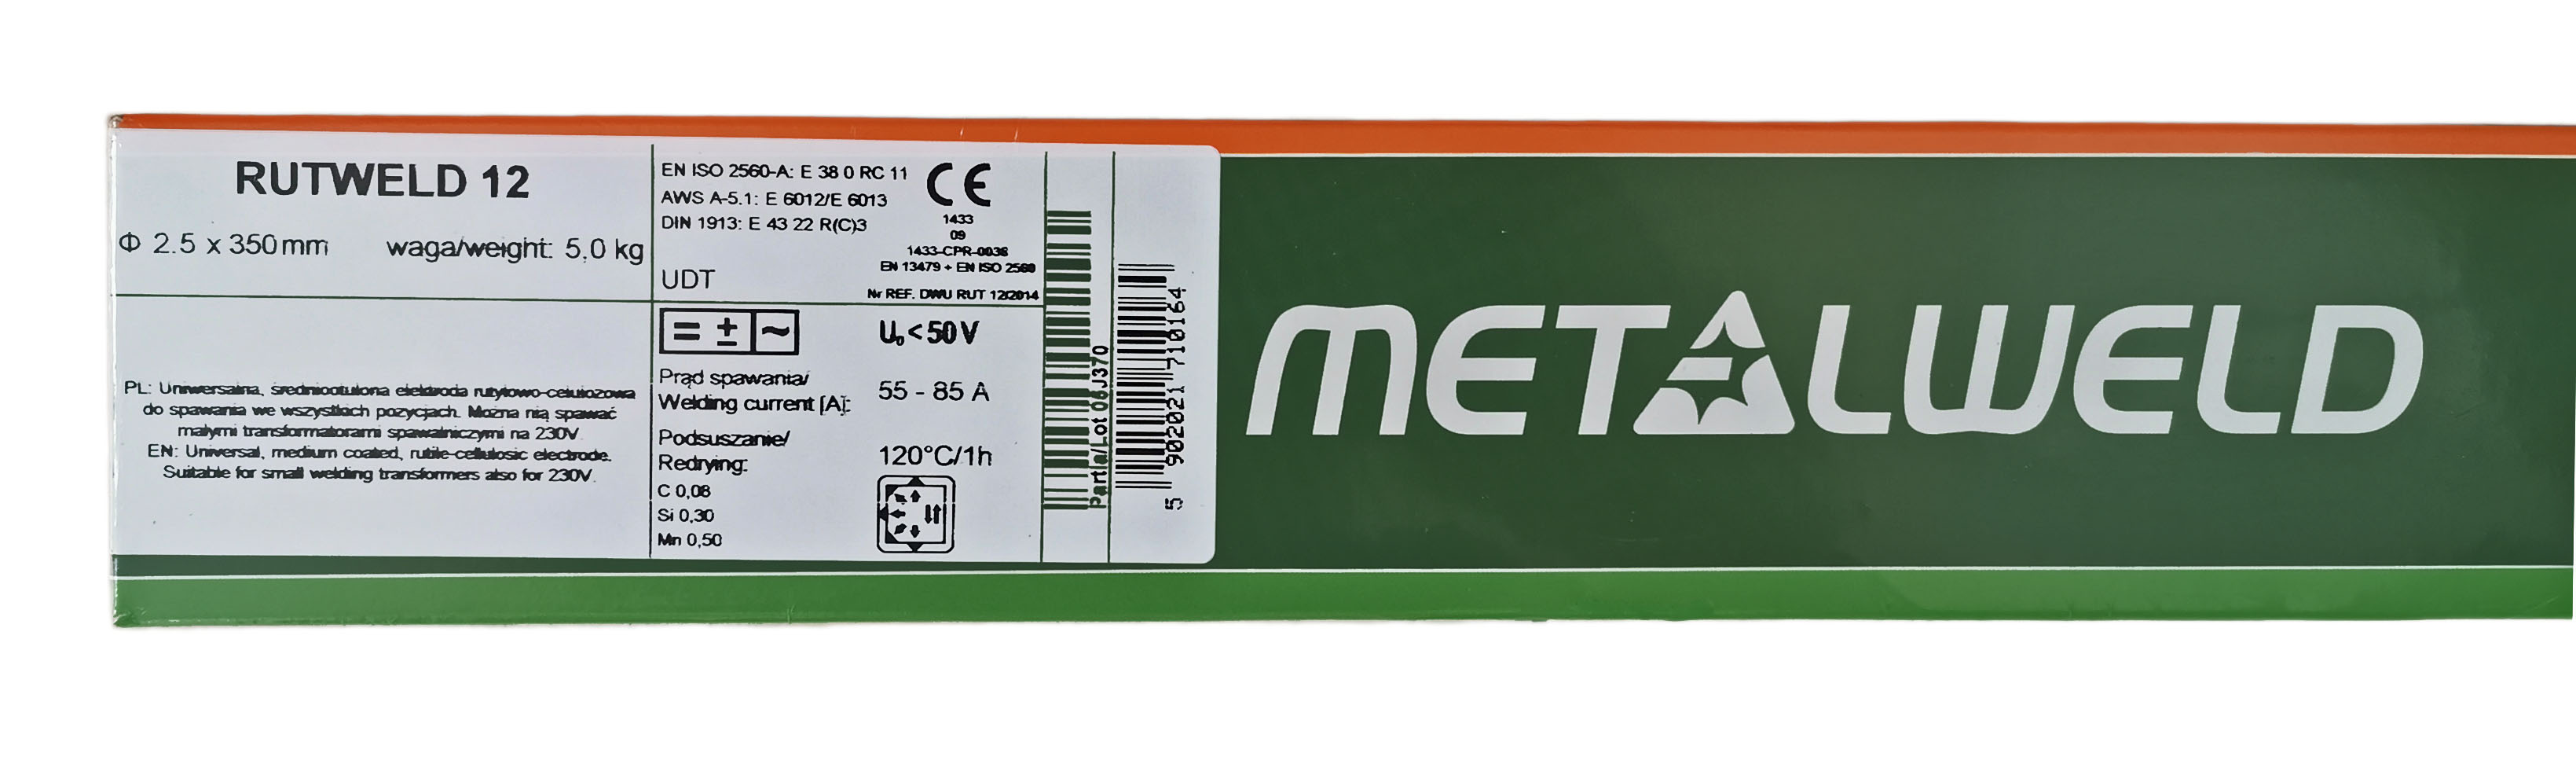 RUTWELD 12
Φ 2.5 x 350mm waga/weight: 5.0 kg
PL: Uniwersalna, średniootulona elektroda rutylowo-celulozowa
do spawania we wszystkich pozycjach. Można nią spawać
małymi transformatorami spawalniczymi na 230V.
EN: Universal, medium coated, rutile-cellulosic electrode.
Suitable for small welding transformers also for 230V.
EN ISO 2560-A: E 38 0 RC 11
AWS A-5.1: E 6012/E 6013
DIN 1913: E 43 22 R(C)3
UDT
CE
1433
09
1433-CPR-0036
EN 13479 + EN ISO 2560
Nr REF. DWU RUT 12/2014
= ± ~
U₀<50V
Prąd spawania/
Welding current [A]: 55 - 85 A
Podsuszanie/
Redrying: 120°C/1h
C 0,08
Si 0,30
Mn 0,50
Partia/Lot 06J370
5 902021 710164
METALWELD